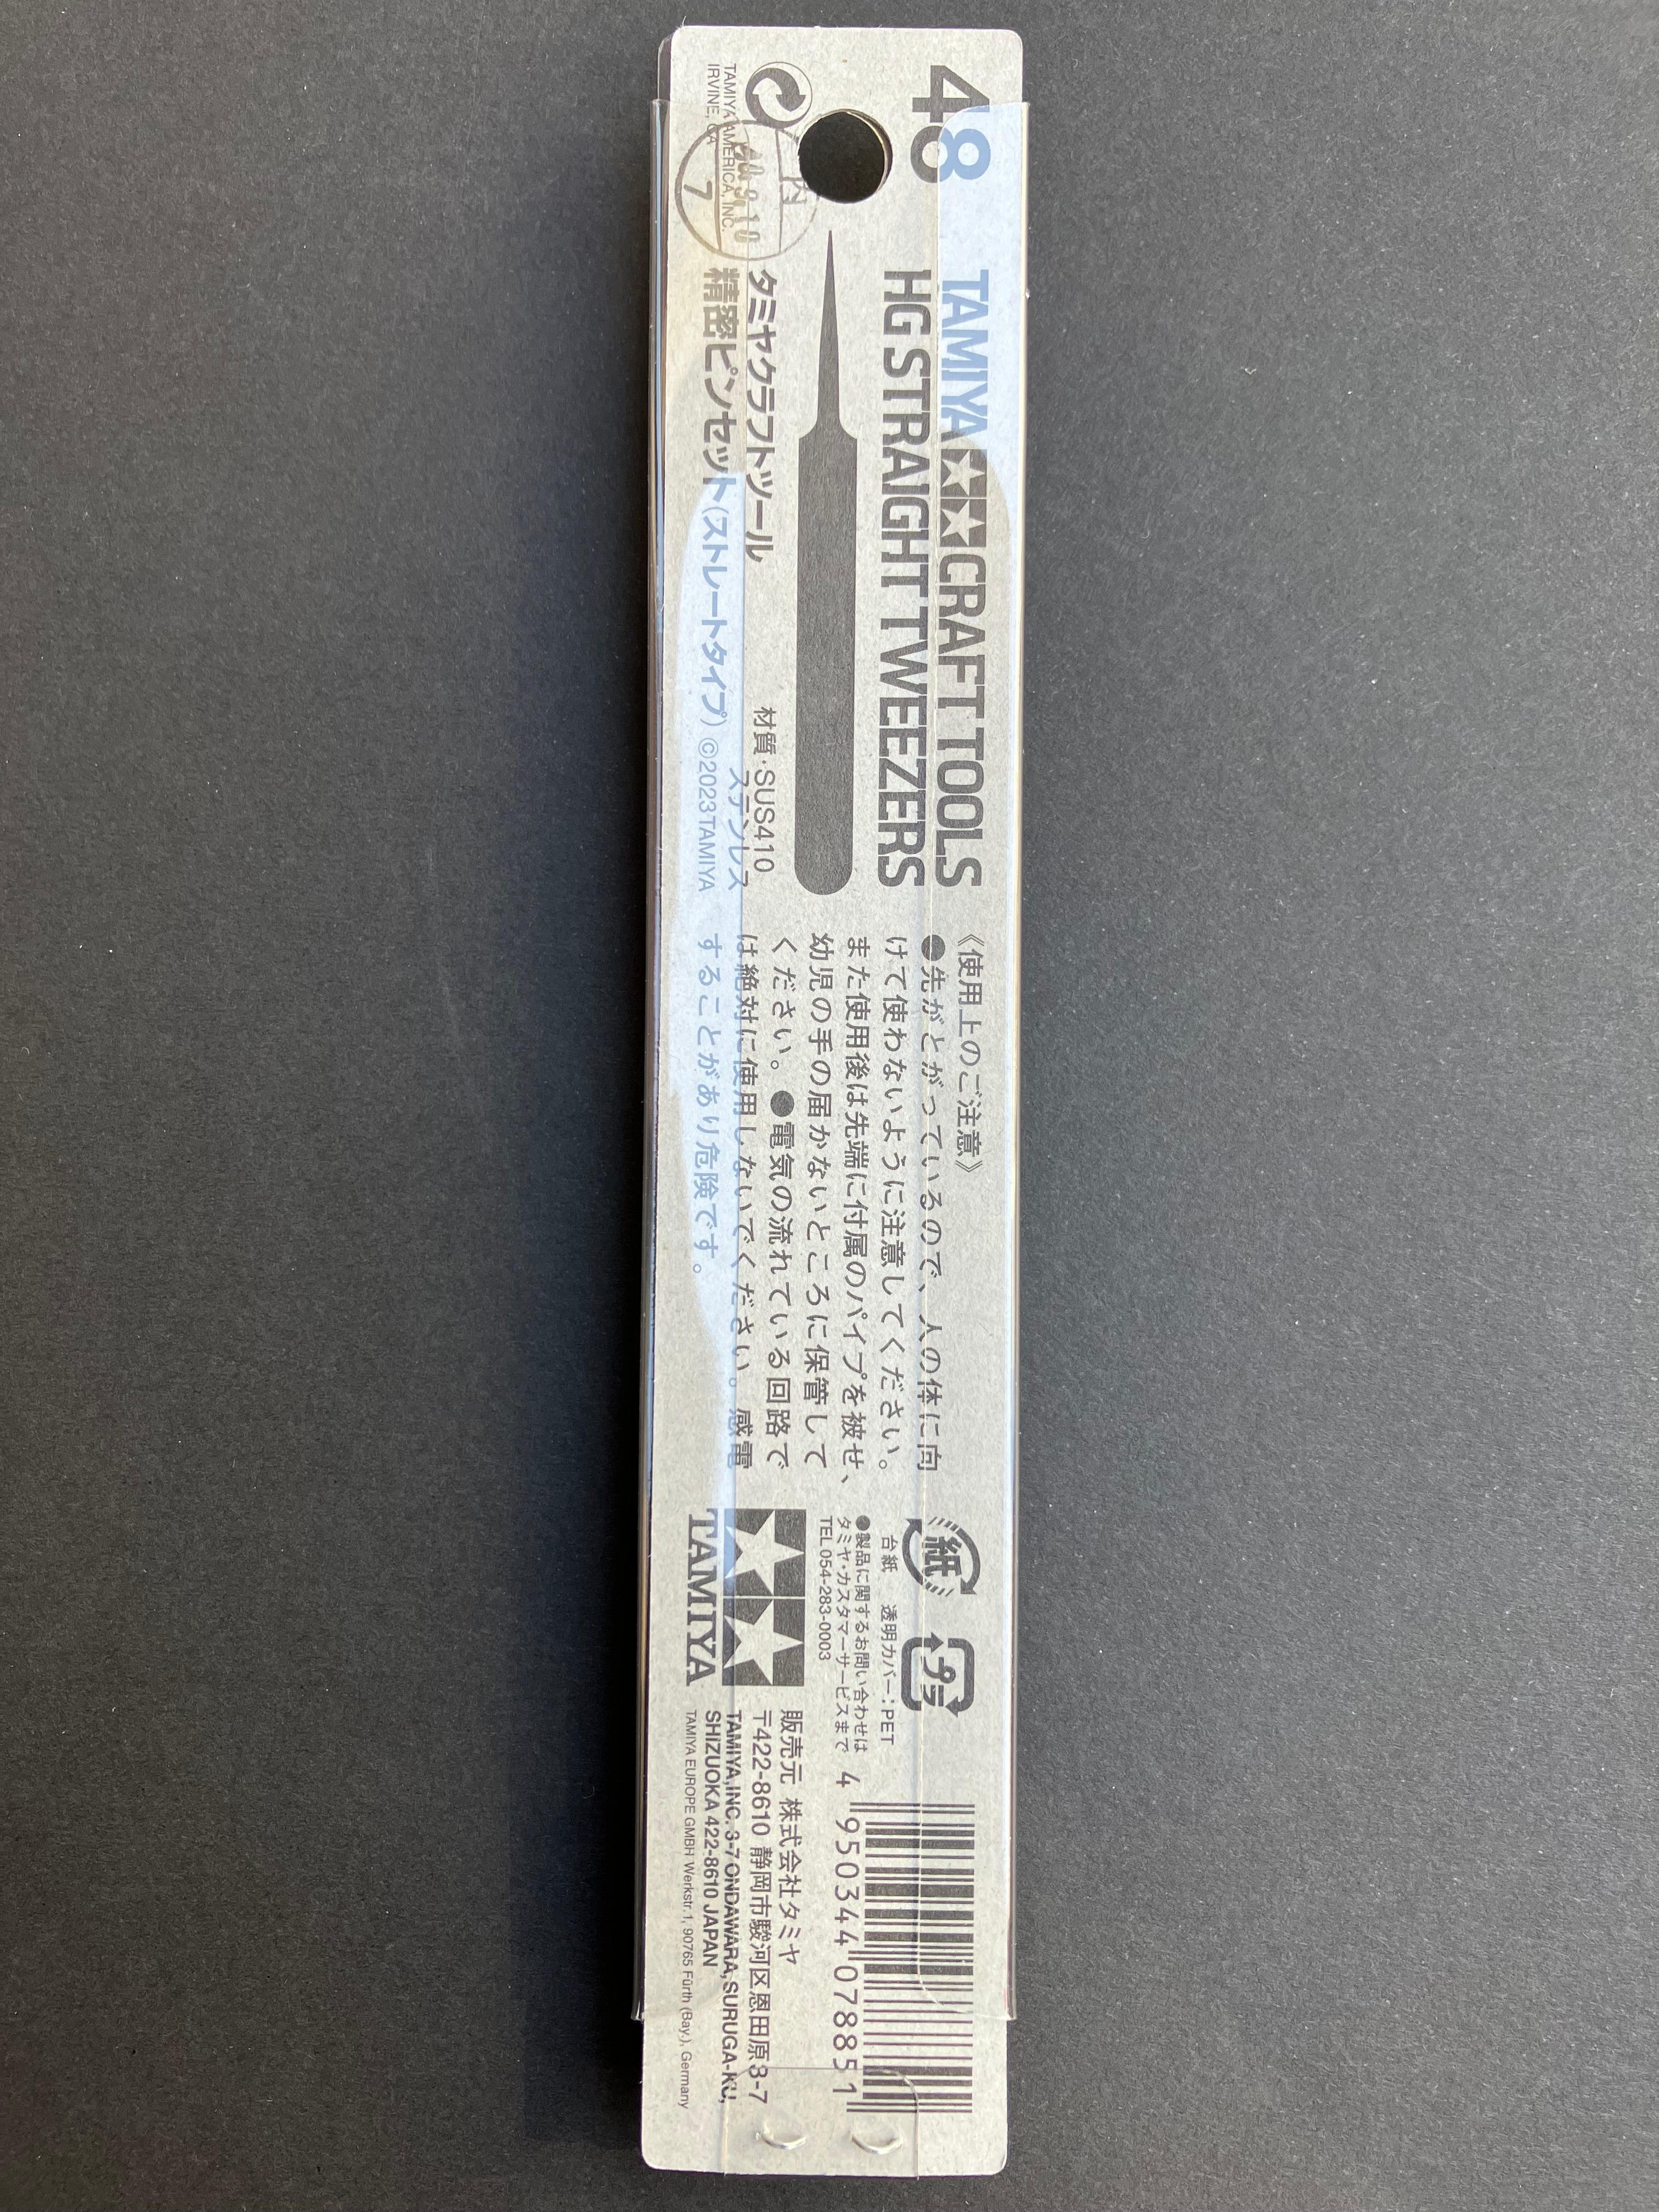 48
TAMIYA CRAFT TOOLS
HG STRAIGHT TWEEZERS
タミヤクラフトツール
精密ピンセット(ストレートタイプ)
材質・SUS410
ステンレス
©2023 TAMIYA
TAMIYA AMERICA, INC.
IRVINE, CA
内
7
《使用上のご注意》
●先がとがっているので、人の体に向
けて使わないように注意してください。
また使用後は先端に付属のパイプを被せ、
幼児の手の届かないところに保管して
ください。●電気の流れている回路で
は絶対に使用しないでください。感電
することがあり危険です。
紙
プラ
台紙 透明カバー:PET
●製品に関するお問い合わせは
タミヤ・カスタマーサービスまで
TEL 054-283-0003
TAMIYA
4 950344 078851
販売元 株式会社タミヤ
〒422-8610 静岡市駿河区恩田原3-7
TAMIYA,INC. 3-7 ONDAWARA, SURUGA-KU,
SHIZUOKA 422-8610 JAPAN
TAMIYA EUROPE GMBH Werkstr. 1, 90765 Fürth (Bay.), Germany